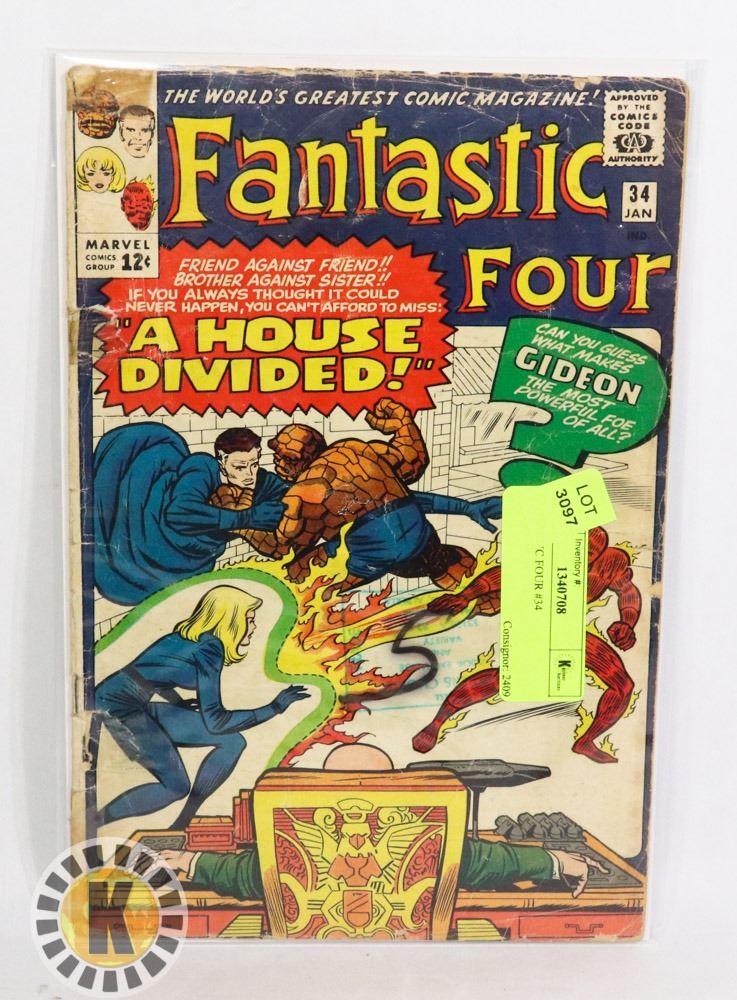 THE WORLD'S GREATEST COMIC MAGAZINE!
APPROVED
BY THE
COMICS
CODE
CA
AUTHORITY
FANTASTIC
FOUR
34
JAN
IND.
MARVEL
COMICS
GROUP 12¢
FRIEND AGAINST FRIEND!!
BROTHER AGAINST SISTER!!
IF YOU ALWAYS THOUGHT IT COULD
NEVER HAPPEN, YOU CAN'T AFFORD TO MISS:
"A HOUSE
DIVIDED!"
CAN YOU GUESS
WHAT MAKES
GIDEON
THE MOST
POWERFUL FOE
OF ALL?
LOT
3097
Inventory #
1340708
'C FOUR #34
Consignor: 2409
K
5
VARIETY
K